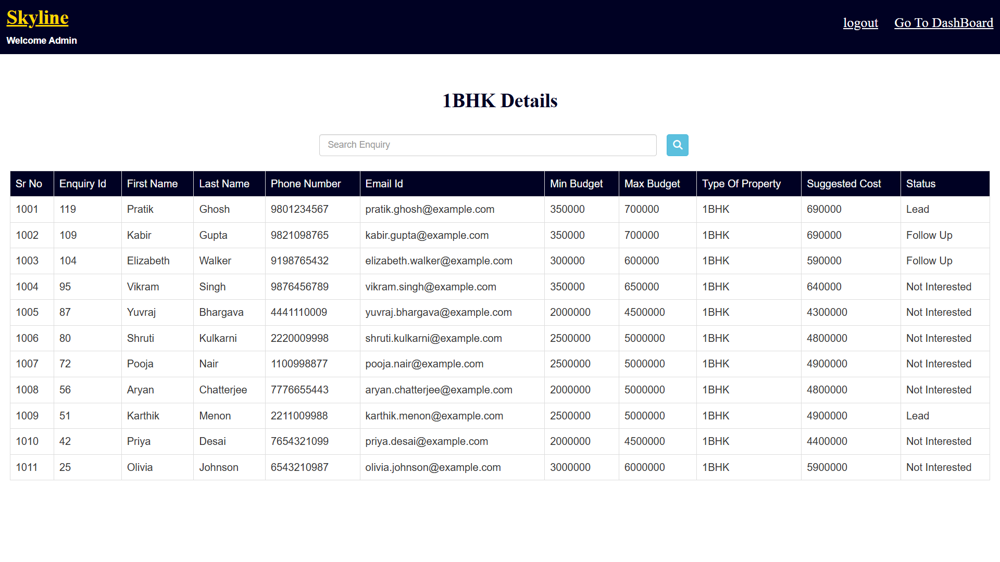 Skyline
Welcome Admin
logout Go To DashBoard
1BHK Details
Search Enquiry
Sr No Enquiry Id First Name Last Name Phone Number Email Id Min Budget Max Budget Type Of Property Suggested Cost Status
1001 119 Pratik Ghosh 9801234567 pratik.ghosh@example.com 350000 700000 1BHK 690000 Lead
1002 109 Kabir Gupta 9821098765 kabir.gupta@example.com 350000 700000 1BHK 690000 Follow Up
1003 104 Elizabeth Walker 9198765432 elizabeth.walker@example.com 300000 600000 1BHK 590000 Follow Up
1004 95 Vikram Singh 9876456789 vikram.singh@example.com 350000 650000 1BHK 640000 Not Interested
1005 87 Yuvraj Bhargava 4441110009 yuvraj.bhargava@example.com 2000000 4500000 1BHK 4300000 Not Interested
1006 80 Shruti Kulkarni 2220009998 shruti.kulkarni@example.com 2500000 5000000 1BHK 4800000 Not Interested
1007 72 Pooja Nair 1100998877 pooja.nair@example.com 2500000 5000000 1BHK 4900000 Not Interested
1008 56 Aryan Chatterjee 7776655443 aryan.chatterjee@example.com 2000000 5000000 1BHK 4800000 Not Interested
1009 51 Karthik Menon 2211009988 karthik.menon@example.com 2500000 5000000 1BHK 4900000 Lead
1010 42 Priya Desai 7654321099 priya.desai@example.com 2000000 4500000 1BHK 4400000 Not Interested
1011 25 Olivia Johnson 6543210987 olivia.johnson@example.com 3000000 6000000 1BHK 5900000 Not Interested